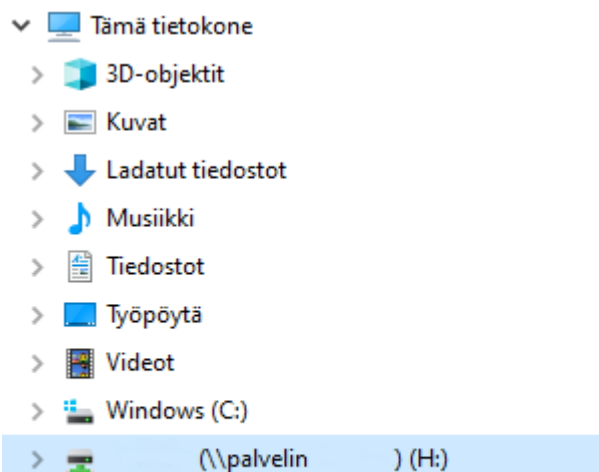 Tämä tietokone
3D-objektit
Kuvat
Ladatut tiedostot
Musiikki
Tiedostot
Työpöytä
Videot
Windows (C:)
(\\palvelin ) (H:)